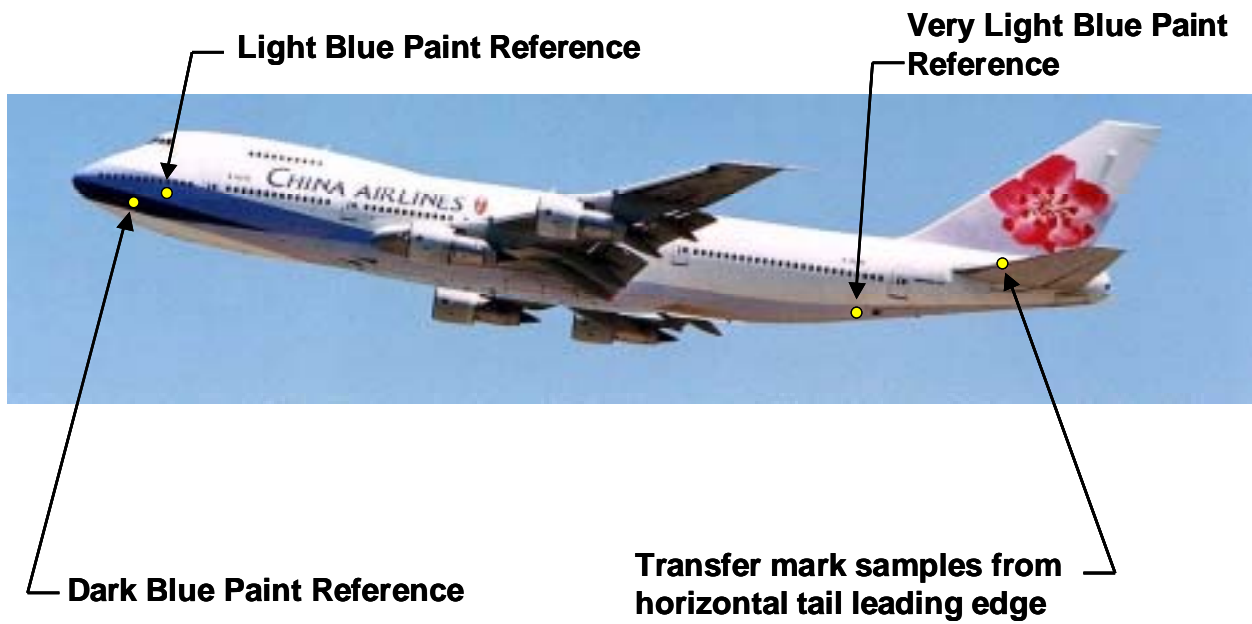 Light Blue Paint Reference
Very Light Blue Paint
Reference
CHINA AIRLINES
Dark Blue Paint Reference
Transfer mark samples from
horizontal tail leading edge